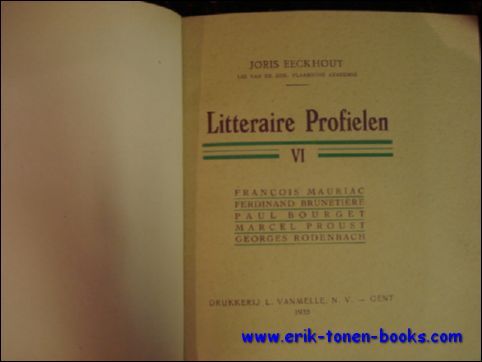 JORIS EECKHOUT
LID VAN DE KON. VLAAMSCHE ACADEMIE
Litteraire Profielen
VI
FRANÇOIS MAURIAC
FERDINAND BRUNETIÈRE
PAUL BOURGET
MARCEL PROUST
GEORGES RODENBACH
DRUKKERIJ L. VANMELLE, N. V. — GENT
www.erik-tonen-books.com